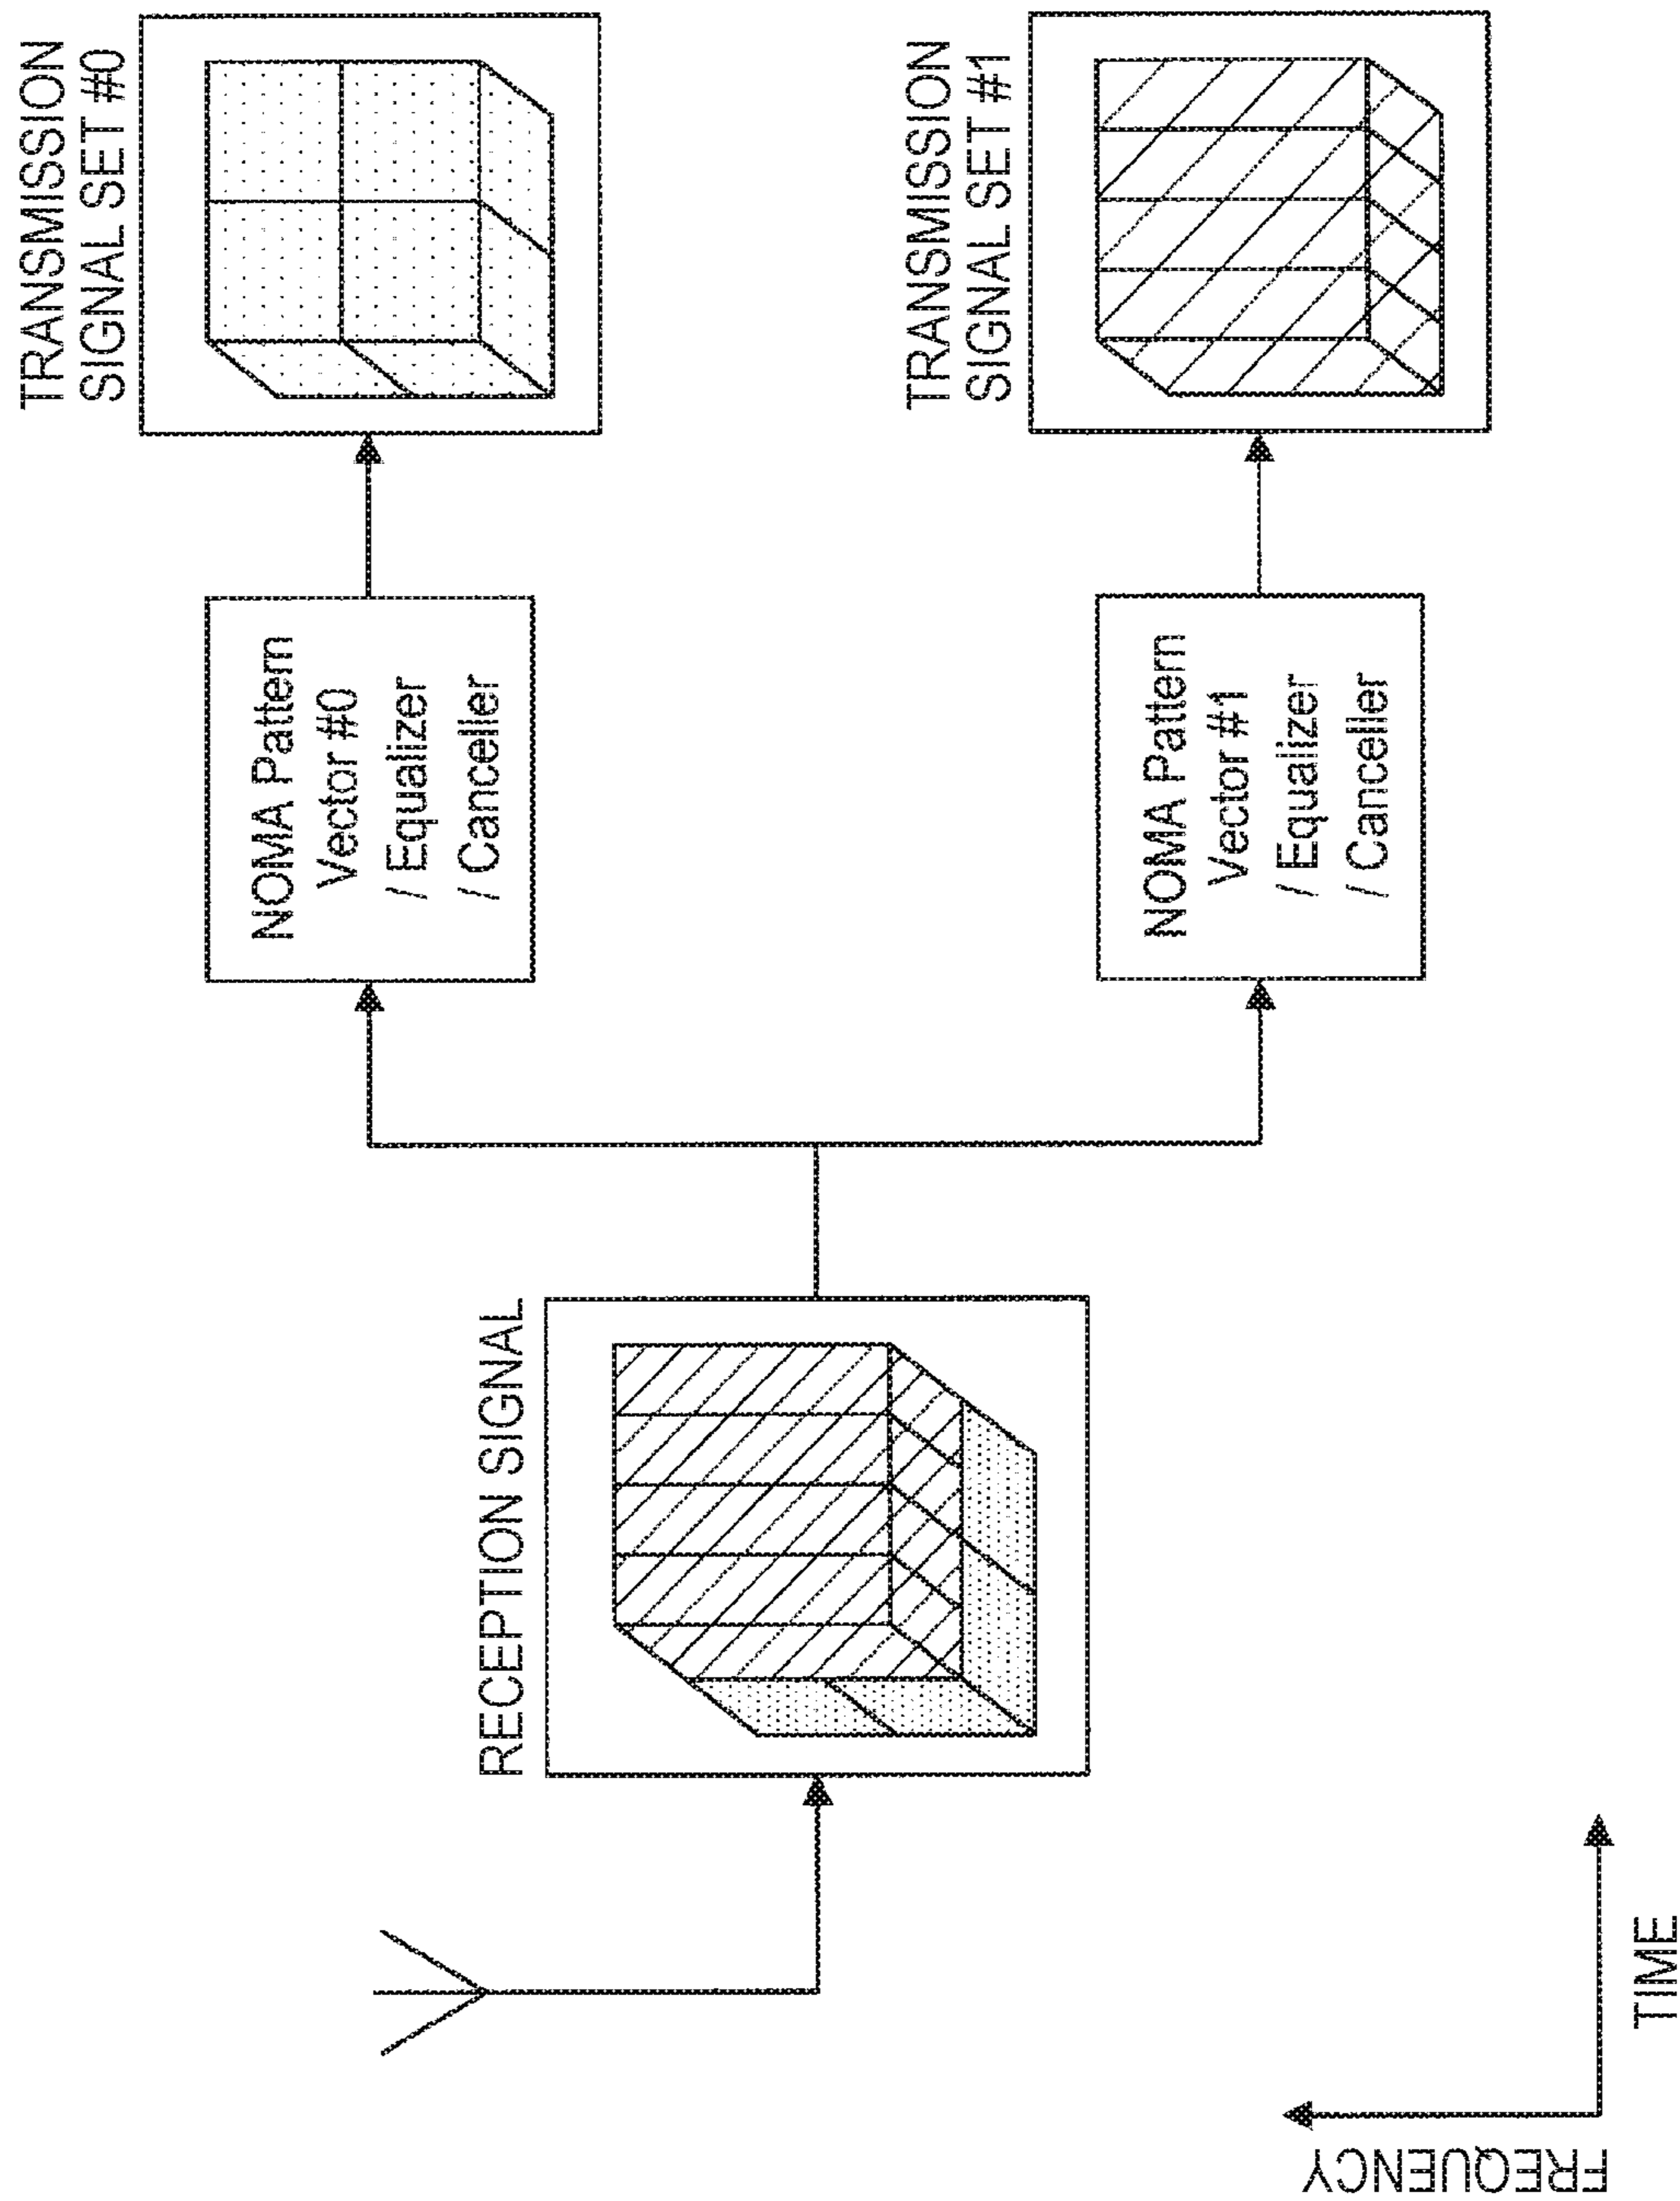 TRANSMISSION
SIGNAL SET #0
NOMA Pattern
Vector #0
/ Equalizer
/ Canceller
RECEPTION SIGNAL
TRANSMISSION
SIGNAL SET #1
NOMA Pattern
Vector #1
/ Equalizer
/ Canceller
FREQUENCY
TIME